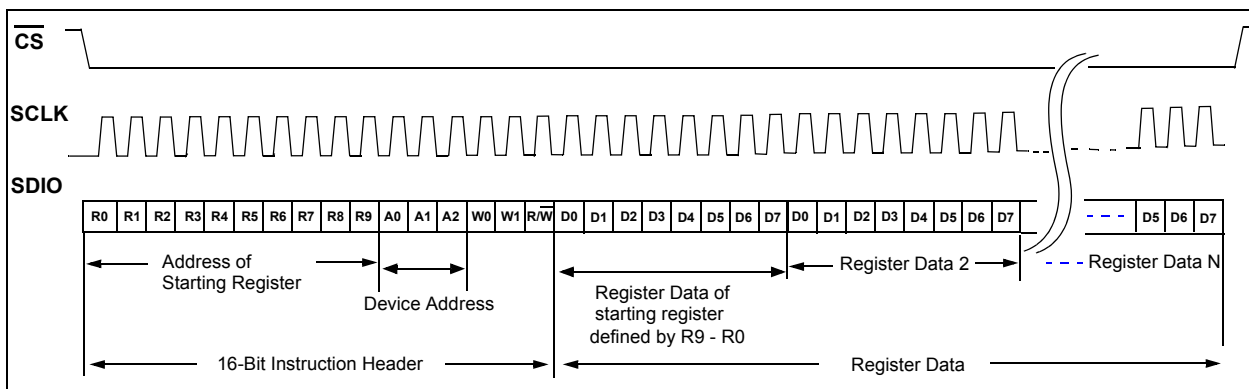 CS
SCLK
SDIO
R0 R1 R2 R3 R4 R5 R6 R7 R8 R9 A0 A1 A2 W0 W1 R/W D0 D1 D2 D3 D4 D5 D6 D7 D0 D1 D2 D3 D4 D5 D6 D7 D5 D6 D7
Address of
Starting Register
Device Address
Register Data of
starting register
defined by R9 - R0
Register Data 2
Register Data N
16-Bit Instruction Header
Register Data